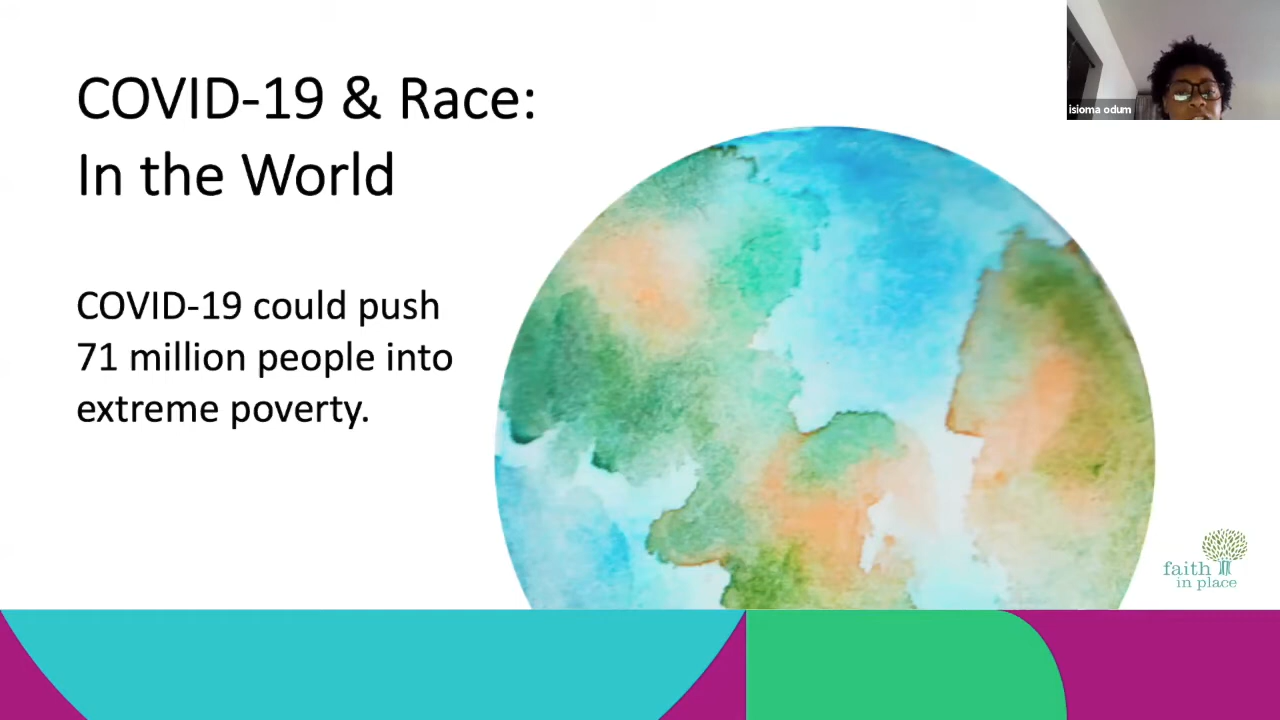 COVID-19 & Race:
In the World
COVID-19 could push
71 million people into
extreme poverty.
isioma odum
faith
in place